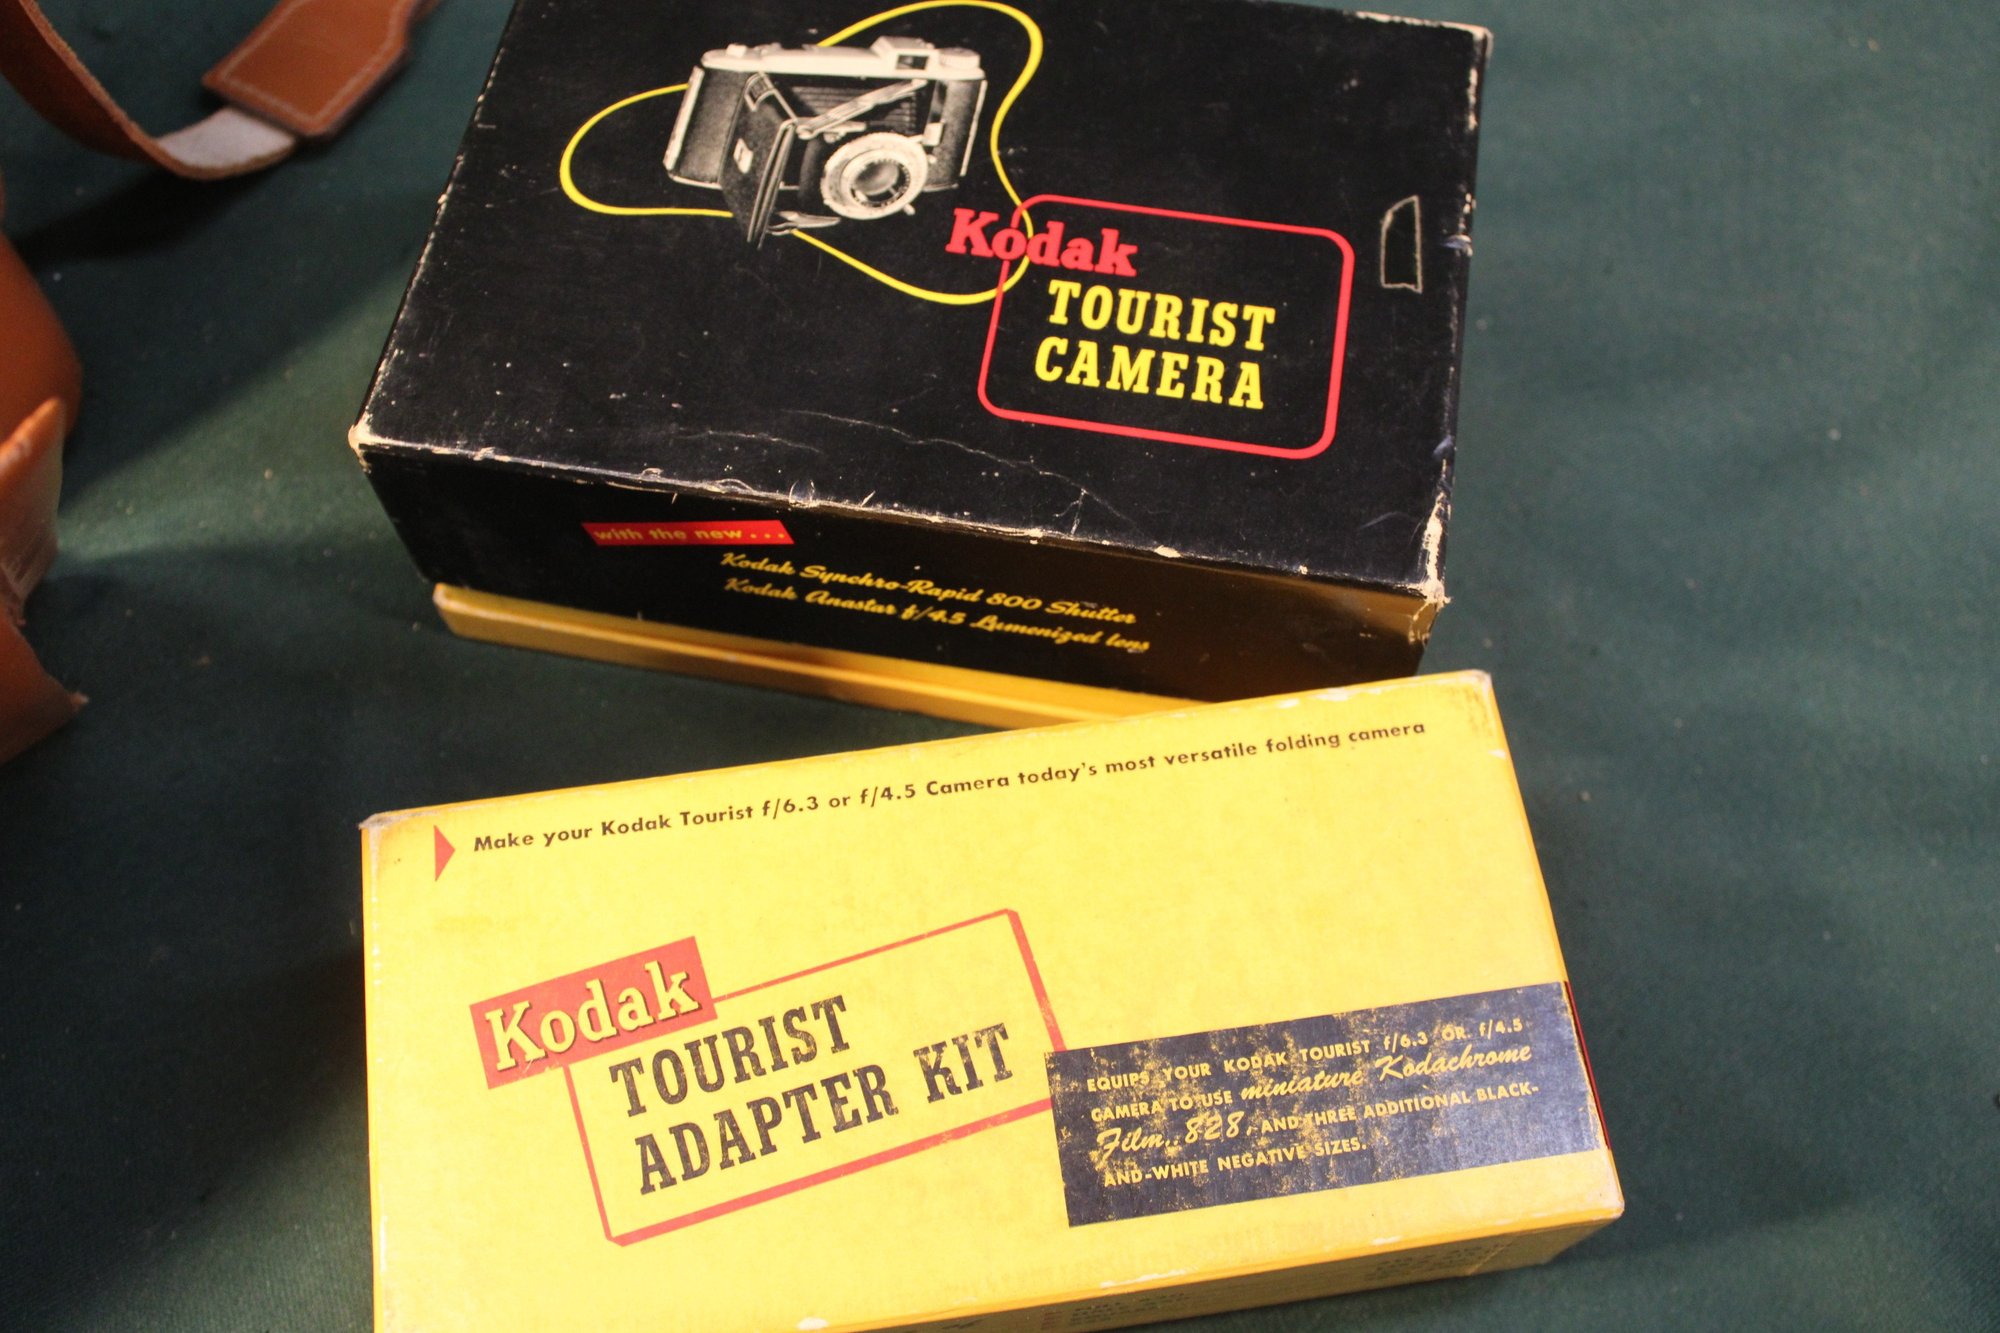 Kodak
TOURIST
CAMERA
with the new...
Kodak Synchro-Rapid 800 Shutter
Kodak Anastar f/4.5 Lumenized lens
Make your Kodak Tourist f/6.3 or f/4.5 Camera today's most versatile folding camera
Kodak
TOURIST
ADAPTER KIT
EQUIPS YOUR KODAK TOURIST f/6.3 OR f/4.5
CAMERA TO USE miniature Kodachrome
Film, 828, AND THREE ADDITIONAL BLACK-
AND-WHITE NEGATIVE SIZES.